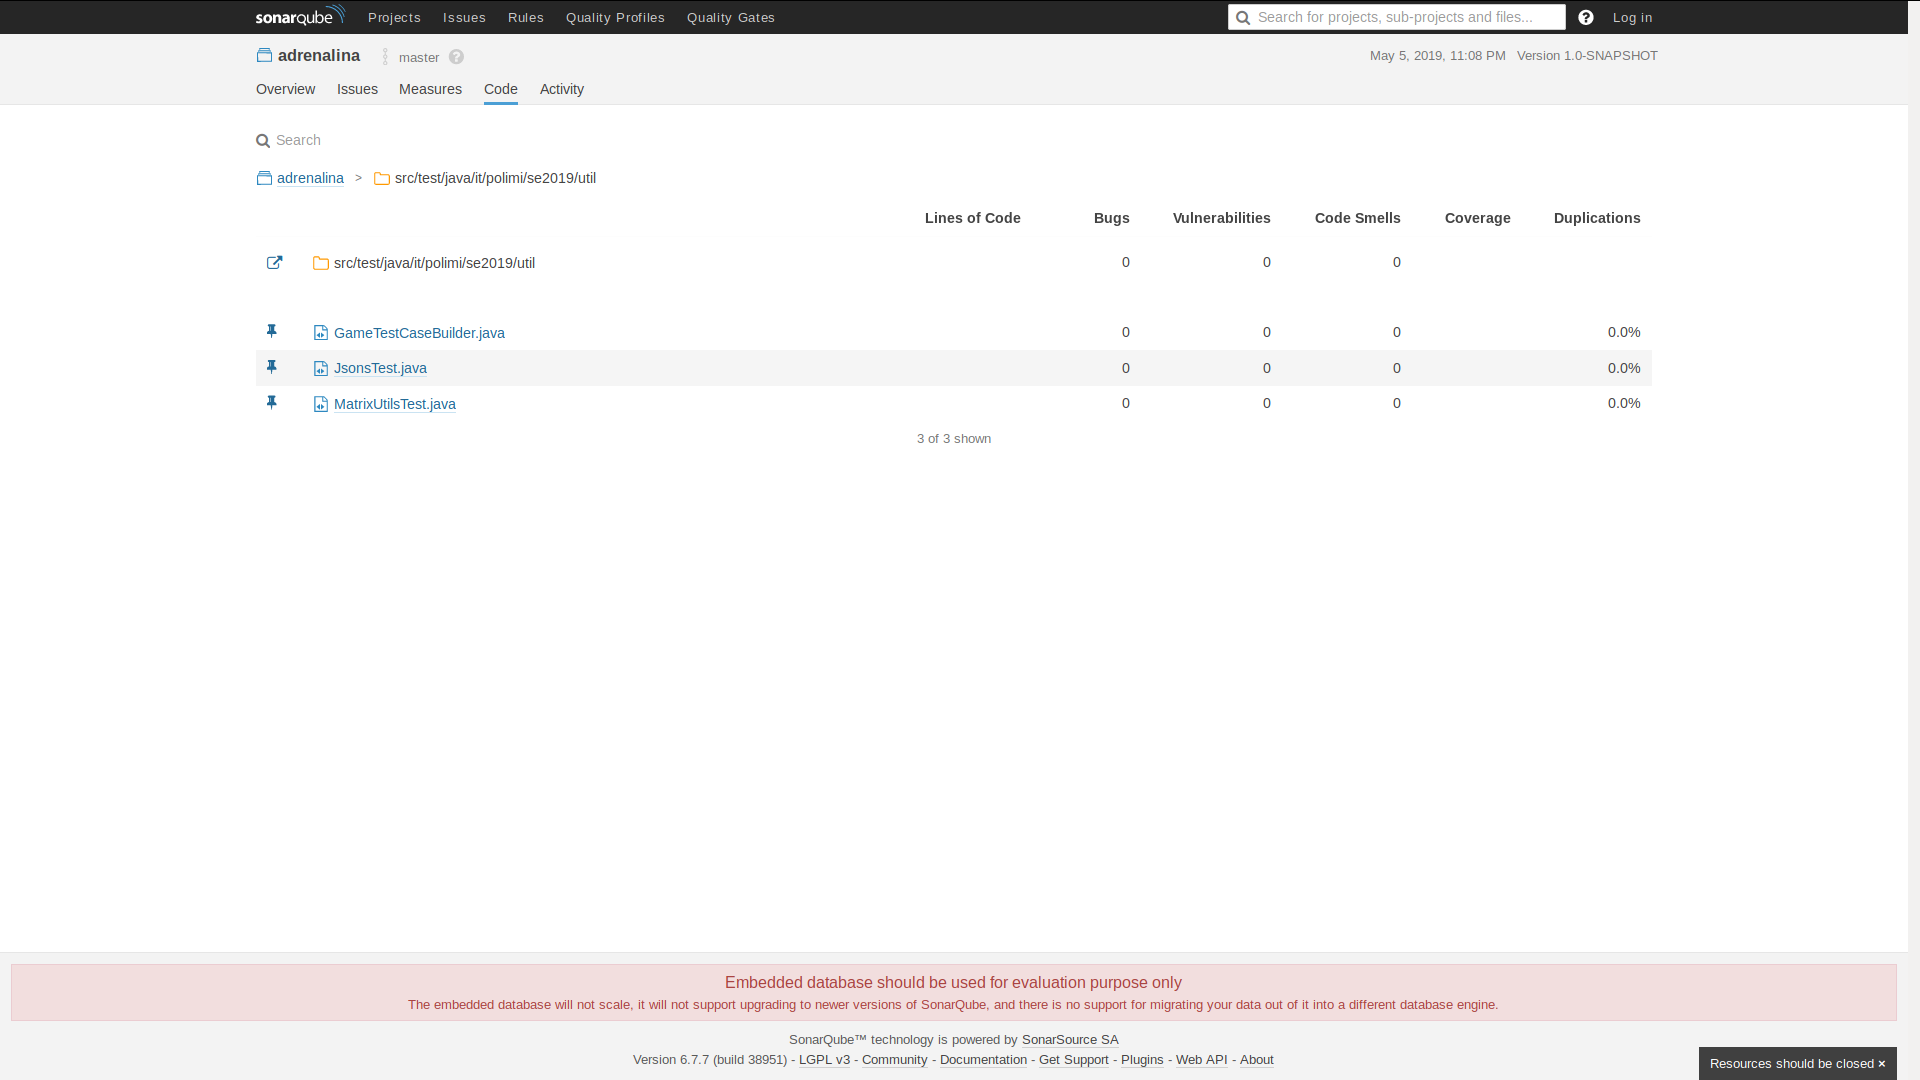 sonarqube Projects Issues Rules Quality Profiles Quality Gates Search for projects, sub-projects and files... Log in
adrenalina master May 5, 2019, 11:08 PM Version 1.0-SNAPSHOT
Overview Issues Measures Code Activity
Search
adrenalina > src/test/java/it/polimi/se2019/util
Lines of Code Bugs Vulnerabilities Code Smells Coverage Duplications
src/test/java/it/polimi/se2019/util 0 0 0
GameTestCaseBuilder.java 0 0 0 0.0%
JsonsTest.java 0 0 0 0.0%
MatrixUtilsTest.java 0 0 0 0.0%
3 of 3 shown
Embedded database should be used for evaluation purpose only
The embedded database will not scale, it will not support upgrading to newer versions of SonarQube, and there is no support for migrating your data out of it into a different database engine.
SonarQube™ technology is powered by SonarSource SA
Version 6.7.7 (build 38951) - LGPL v3 - Community - Documentation - Get Support - Plugins - Web API - About
Resources should be closed ×